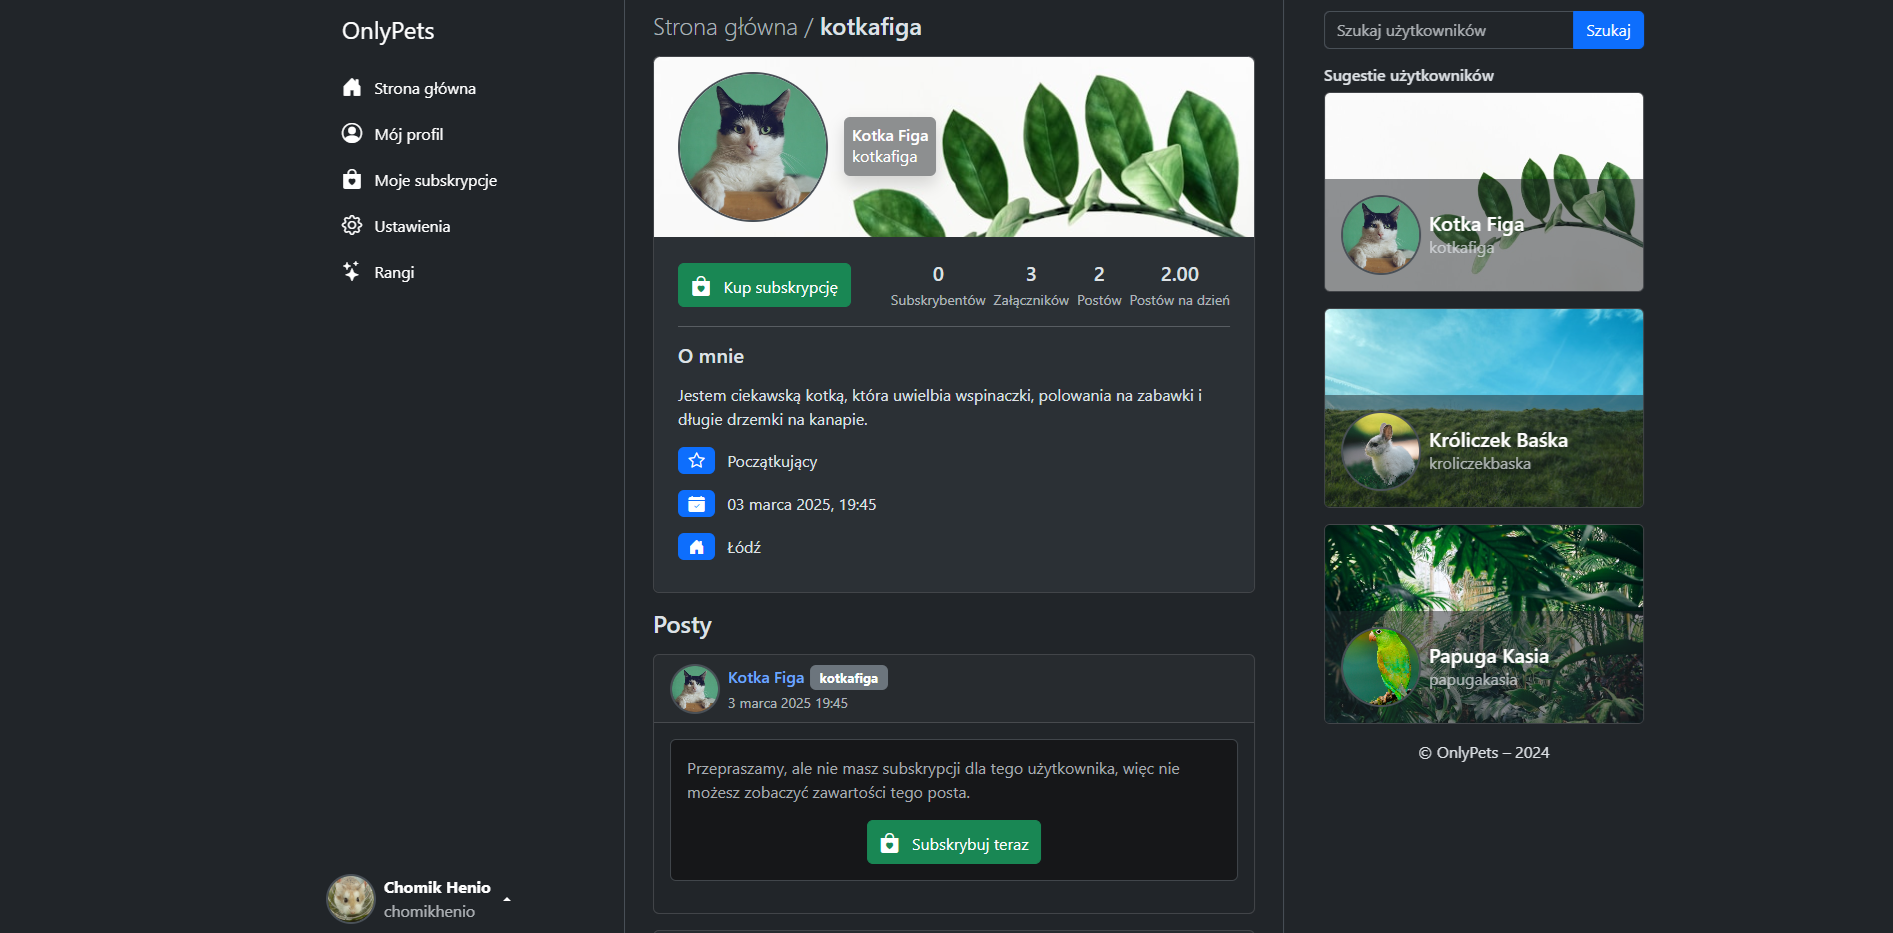 OnlyPets
Strona główna
Mój profil
Moje subskrypcje
Ustawienia
Rangi
Chomik Henio
chomikhenio
Strona główna / kotkafiga
Kotka Figa
kotkafiga
Kup subskrypcję
0
Subskrybentów
3
Załączników
2
Postów
2.00
Postów na dzień
O mnie
Jestem ciekawską kotką, która uwielbia wspinaczki, polowania na zabawki i
długie drzemki na kanapie.
Początkujący
03 marca 2025, 19:45
Łódź
Posty
Kotka Figa kotkafiga
3 marca 2025 19:45
Przepraszamy, ale nie masz subskrypcji dla tego użytkownika, więc nie
możesz zobaczyć zawartości tego posta.
Subskrybuj teraz
Szukaj użytkowników
Szukaj
Sugestie użytkowników
Kotka Figa
kotkafiga
Króliczek Baśka
kroliczekbaska
Papuga Kasia
papugakasia
© OnlyPets – 2024